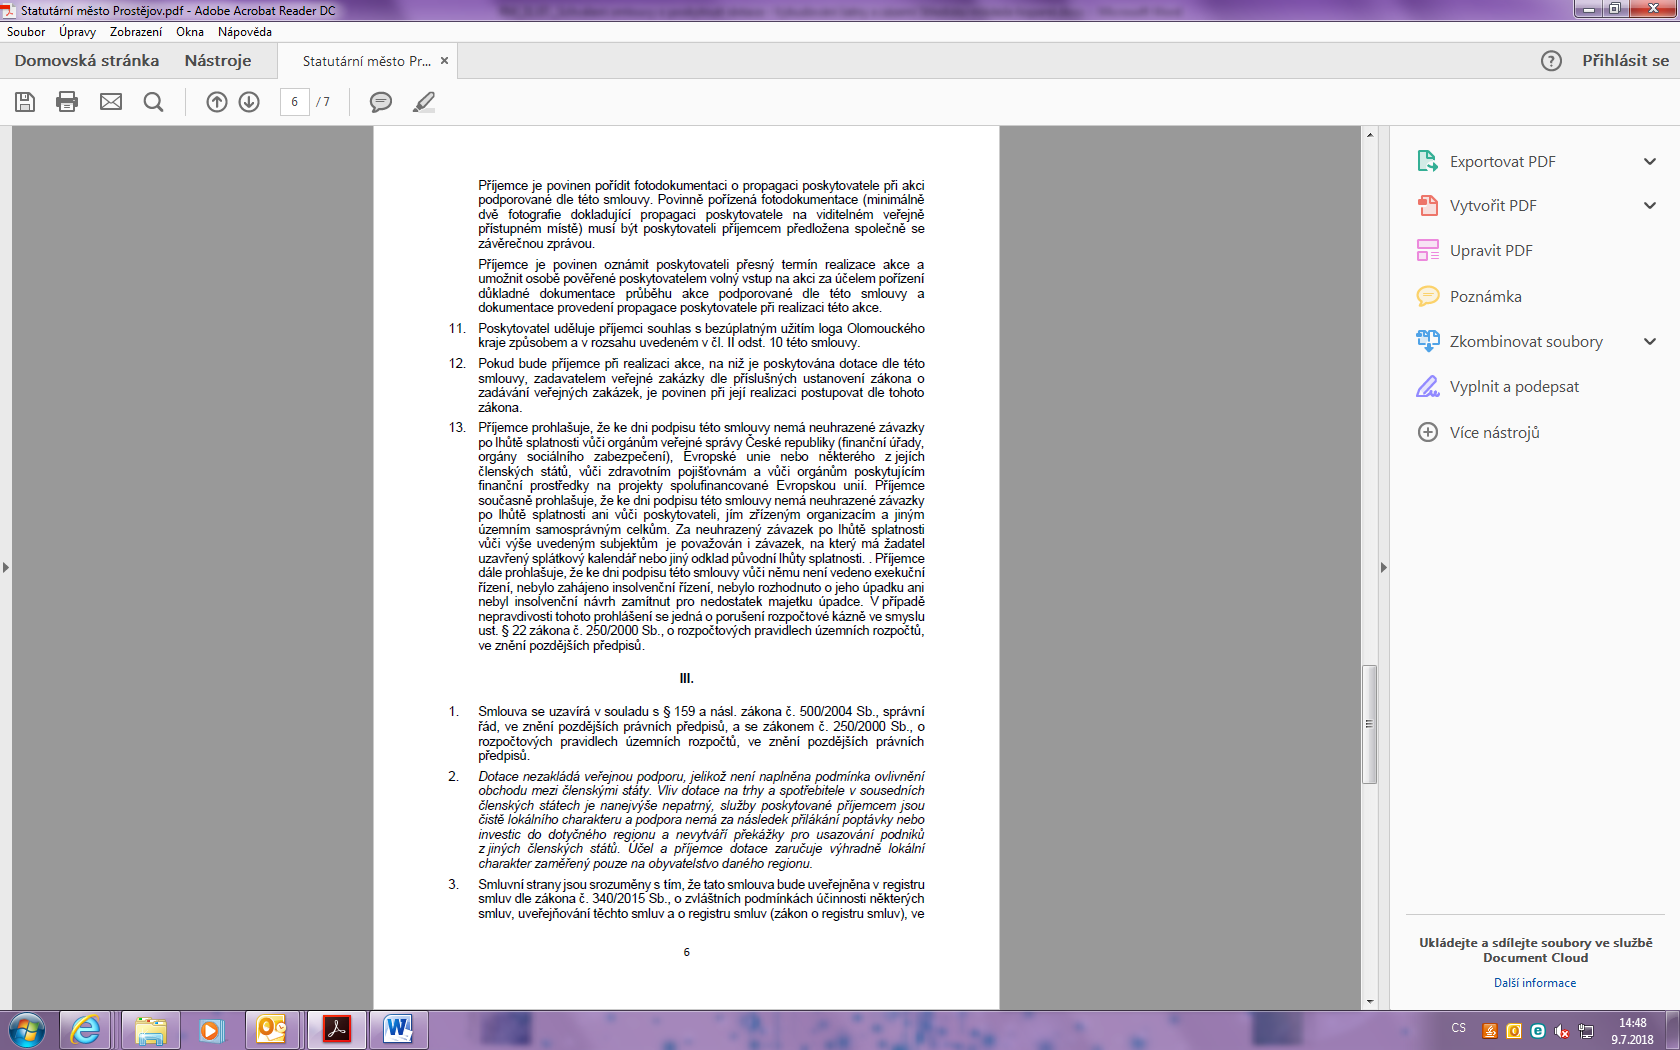 Statutární město Prostějov.pdf - Adobe Acrobat Reader DC
Soubor Úpravy Zobrazení Okna Nápověda
Domovská stránka Nástroje Statutární město Pr... × ? Přihlásit se
6 / 7
Příjemce je povinen pořídit fotodokumentaci o propagaci poskytovatele při akci
podporované dle této smlouvy. Povinně pořízená fotodokumentace (minimálně
dvě fotografie dokladující propagaci poskytovatele na viditelném veřejně
přístupném místě) musí být poskytovateli příjemcem předložena společně se
závěrečnou zprávou.
Příjemce je povinen oznámit poskytovateli přesný termín realizace akce a
umožnit osobě pověřené poskytovatelem volný vstup na akci za účelem pořízení
důkladné dokumentace průběhu akce podporované dle této smlouvy a
dokumentace provedení propagace poskytovatele při realizaci této akce.
11. Poskytovatel uděluje příjemci souhlas s bezúplatným užitím loga Olomouckého
kraje způsobem a v rozsahu uvedeném v čl. II odst. 10 této smlouvy.
12. Pokud bude příjemce při realizaci akce, na niž je poskytována dotace dle této
smlouvy, zadavatelem veřejné zakázky dle příslušných ustanovení zákona o
zadávání veřejných zakázek, je povinen při její realizaci postupovat dle tohoto
zákona.
13. Příjemce prohlašuje, že ke dni podpisu této smlouvy nemá neuhrazené závazky
po lhůtě splatnosti vůči orgánům veřejné správy České republiky (finanční úřady,
orgány sociálního zabezpečení), Evropské unie nebo některého z jejích
členských států, vůči zdravotním pojišťovnám a vůči orgánům poskytujícím
finanční prostředky na projekty spolufinancované Evropskou unií. Příjemce
současně prohlašuje, že ke dni podpisu této smlouvy nemá neuhrazené závazky
po lhůtě splatnosti ani vůči poskytovateli, jím zřízeným organizacím a jiným
územním samosprávným celkům. Za neuhrazený závazek po lhůtě splatnosti
vůči výše uvedeným subjektům je považován i závazek, na který má žadatel
uzavřený splátkový kalendář nebo jiný odklad původní lhůty splatnosti. . Příjemce
dále prohlašuje, že ke dni podpisu této smlouvy vůči němu není vedeno exekuční
řízení, nebylo zahájeno insolvenční řízení, nebylo rozhodnuto o jeho úpadku ani
nebyl insolvenční návrh zamítnut pro nedostatek majetku úpadce. V případě
nepravdivosti tohoto prohlášení se jedná o porušení rozpočtové kázně ve smyslu
ust. § 22 zákona č. 250/2000 Sb., o rozpočtových pravidlech územních rozpočtů,
ve znění pozdějších předpisů.
III.
1. Smlouva se uzavírá v souladu s § 159 a násl. zákona č. 500/2004 Sb., správní
řád, ve znění pozdějších právních předpisů, a se zákonem č. 250/2000 Sb., o
rozpočtových pravidlech územních rozpočtů, ve znění pozdějších právních
předpisů.
2. Dotace nezakládá veřejnou podporu, jelikož není naplněna podmínka ovlivnění
obchodu mezi členskými státy. Vliv dotace na trhy a spotřebitele v sousedních
členských státech je nanejvýše nepatrný, služby poskytované příjemcem jsou
čistě lokálního charakteru a podpora nemá za následek přilákání poptávky nebo
investic do dotyčného regionu a nevytváří překážky pro usazování podniků
z jiných členských států. Účel a příjemce dotace zaručuje výhradně lokální
charakter zaměřený pouze na obyvatelstvo daného regionu.
3. Smluvní strany jsou srozuměny s tím, že tato smlouva bude uveřejněna v registru
smluv dle zákona č. 340/2015 Sb., o zvláštních podmínkách účinnosti některých
smluv, uveřejňování těchto smluv a o registru smluv (zákon o registru smluv), ve
6
Exportovat PDF
Vytvořit PDF
Upravit PDF
Poznámka
Zkombinovat soubory
Vyplnit a podepsat
Více nástrojů
Ukládejte a sdílejte soubory ve službě
Document Cloud
Další informace
CS
14:48
9.7.2018